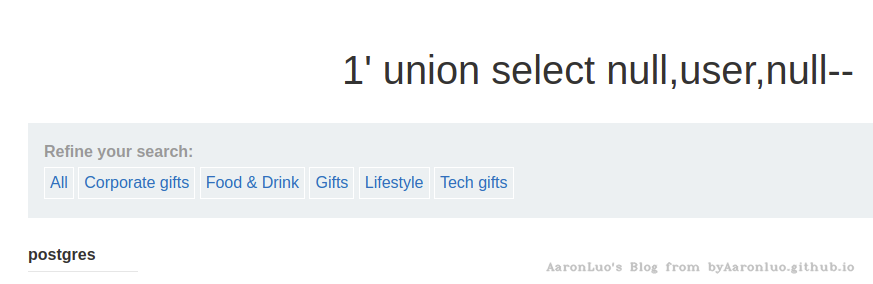 1' union select null,user,null--
Refine your search:
All Corporate gifts Food & Drink Gifts Lifestyle Tech gifts
postgres
AaronLuo's Blog from byAaronluo.github.io